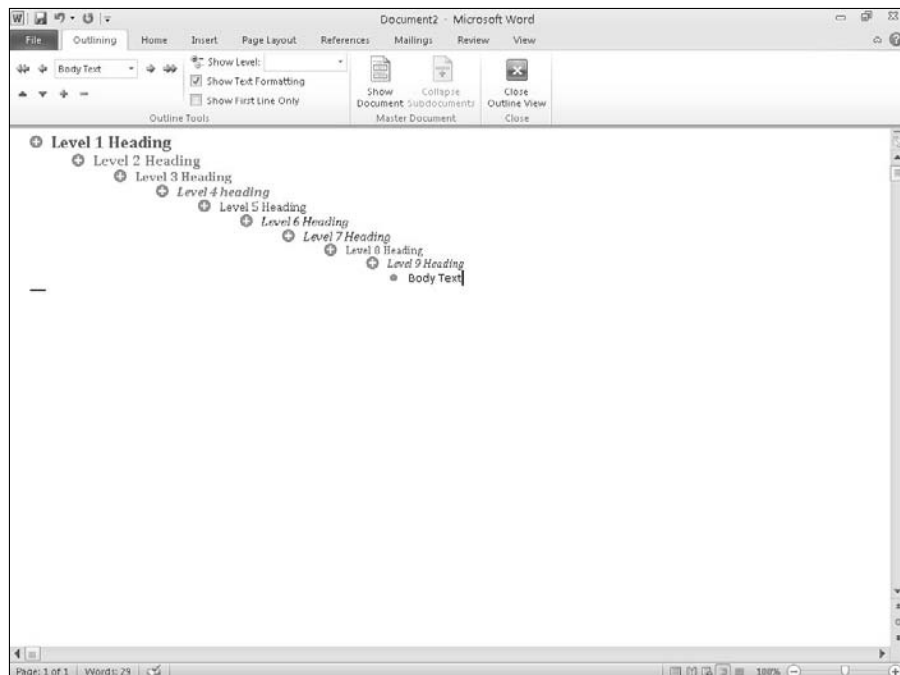 Document2 - Microsoft Word
File Outlining Home Insert Page Layout References Mailings Review View
Body Text
Show Level:
Show Text Formatting
Show First Line Only
Show Document
Collapse Subdocuments
Close Outline View
Outline Tools Master Document Close
Level 1 Heading
Level 2 Heading
Level 3 Heading
Level 4 heading
Level 5 Heading
Level 6 Heading
Level 7 Heading
Level 8 Heading
Level 9 Heading
Body Text
Page: 1 of 1 Words: 29 100%